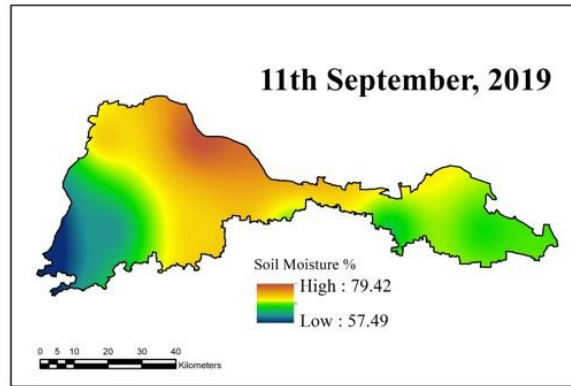 11th September, 2019
Soil Moisture %
High : 79.42
Low : 57.49
0 5 10 20 30 40
Kilometers